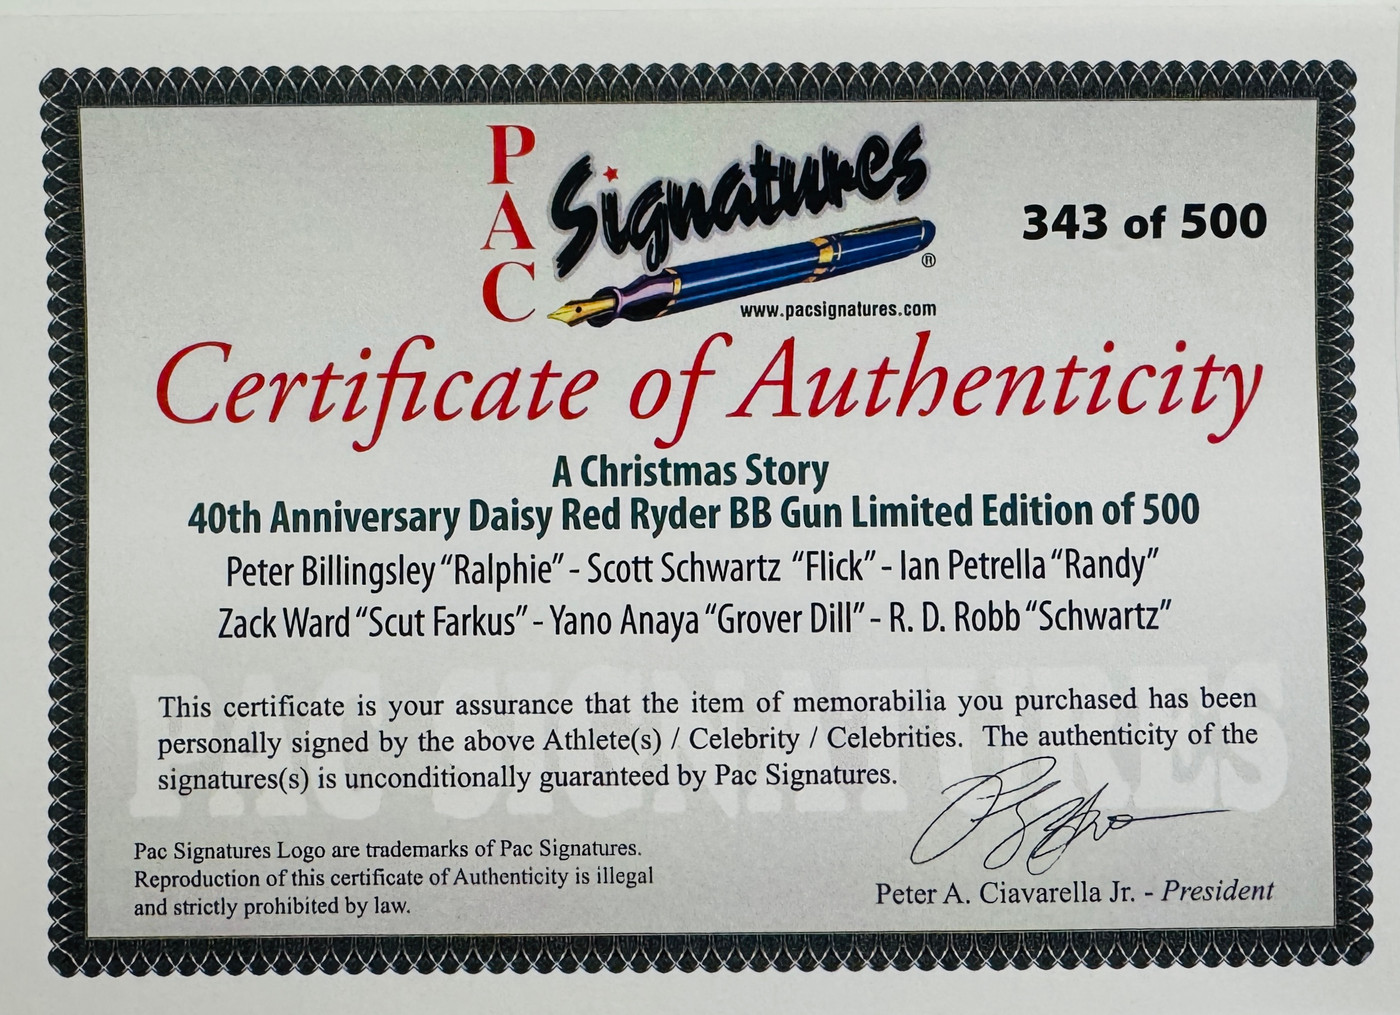 PAC
Signatures
343 of 500
®
www.pacsignatures.com
Certificate of Authenticity
A Christmas Story
40th Anniversary Daisy Red Ryder BB Gun Limited Edition of 500
Peter Billingsley “Ralphie” - Scott Schwartz “Flick” - Ian Petrella “Randy”
Zack Ward “Scut Farkus” - Yano Anaya “Grover Dill” - R. D. Robb “Schwartz”
PAC SIGNATURES
This certificate is your assurance that the item of memorabilia you purchased has been
personally signed by the above Athlete(s) / Celebrity / Celebrities. The authenticity of the
signatures(s) is unconditionally guaranteed by Pac Signatures.
Pac Signatures Logo are trademarks of Pac Signatures.
Reproduction of this certificate of Authenticity is illegal
and strictly prohibited by law.
Peter A. Ciavarella Jr. - President